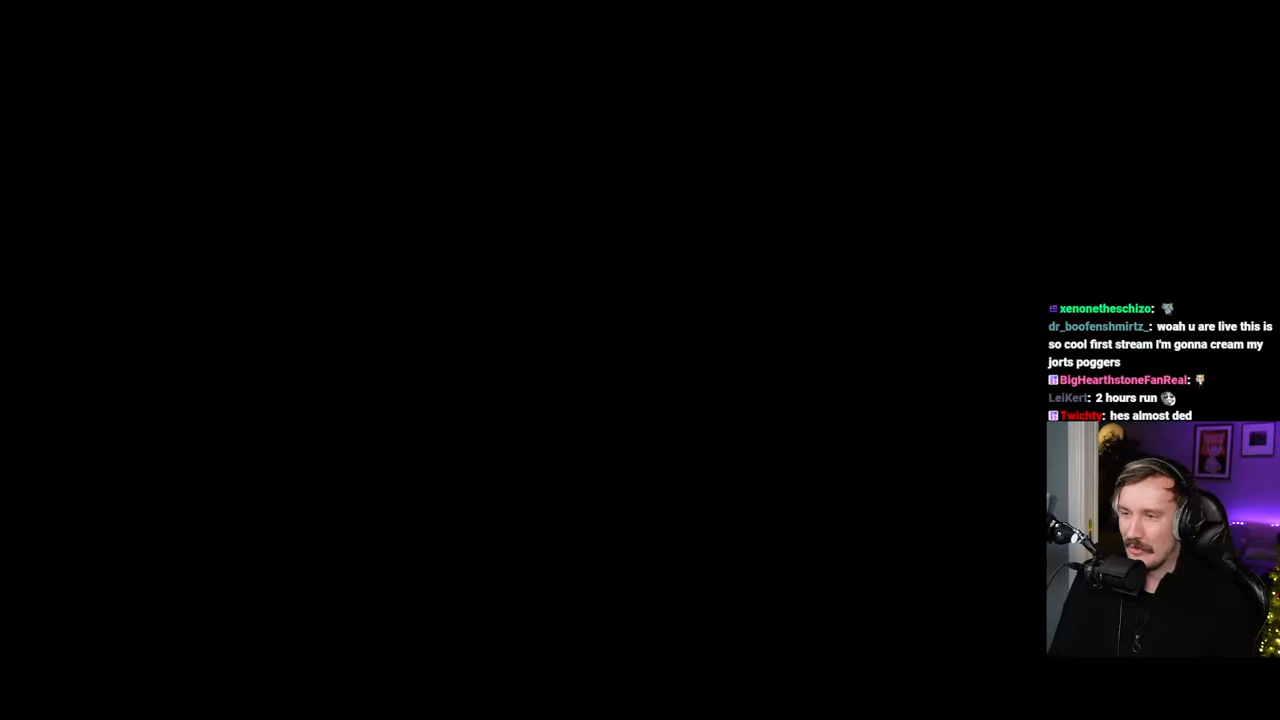 xenonetheschizo:
dr_boofenshmirtz_: woah u are live this is
so cool first stream I'm gonna cream my
jorts poggers
BigHearthstoneFanReal:
LeiKert: 2 hours run
Twichty: hes almost ded